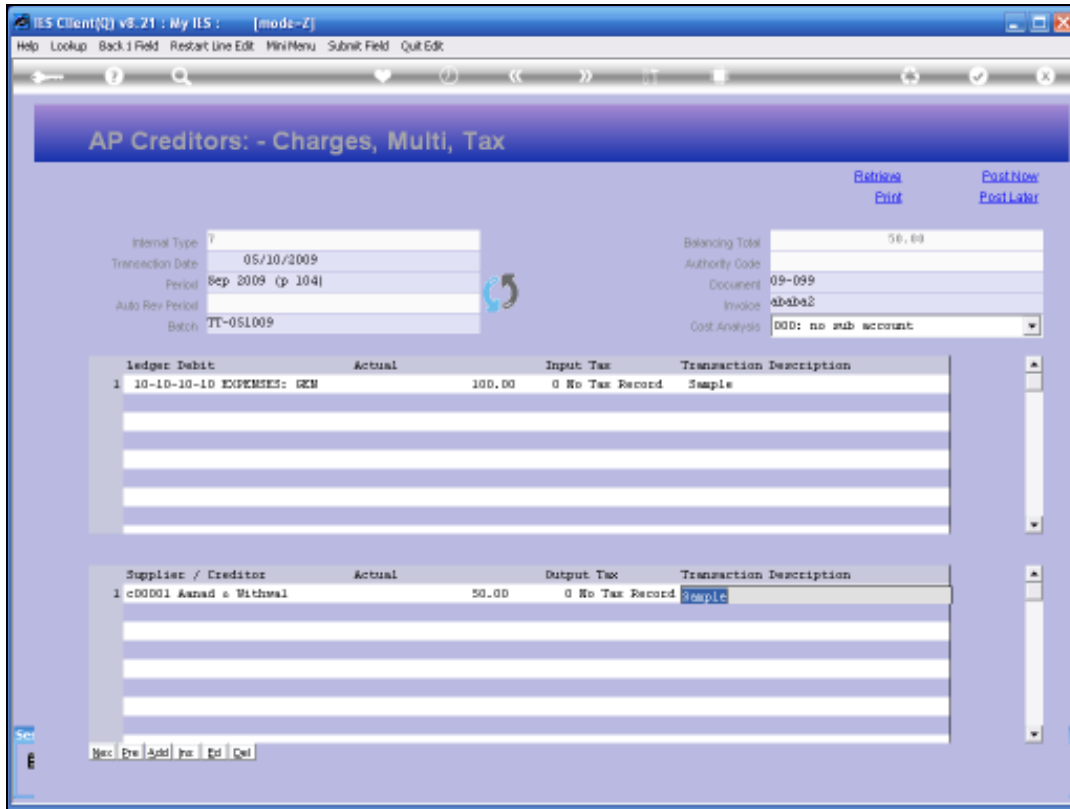 IES Client(Q) v8.21 : My IES : [mode-Z]
Help Lookup Back 1 Field Restart Line Edit MiniMenu Submit Field Quit Edit
AP Creditors: - Charges, Multi, Tax
Retrieve Post Now
Print Post Later
Internal Type 7 Balancing Total 50.00
Transaction Date 05/10/2009 Authority Code
Period Sep 2009 (p 104) Document 09-099
Auto Rev Period Invoice ababa2
Batch TT-051009 Cost Analysis 000: no sub account
Ledger Debit Actual Input Tax Transaction Description
1 10-10-10-10 EXPENSES: GEN 100.00 0 No Tax Record Sample
Supplier / Creditor Actual Output Tax Transaction Description
1 c00001 Aanad & Withwal 50.00 0 No Tax Record Sample
Nex Pre Add Ins Ed Del